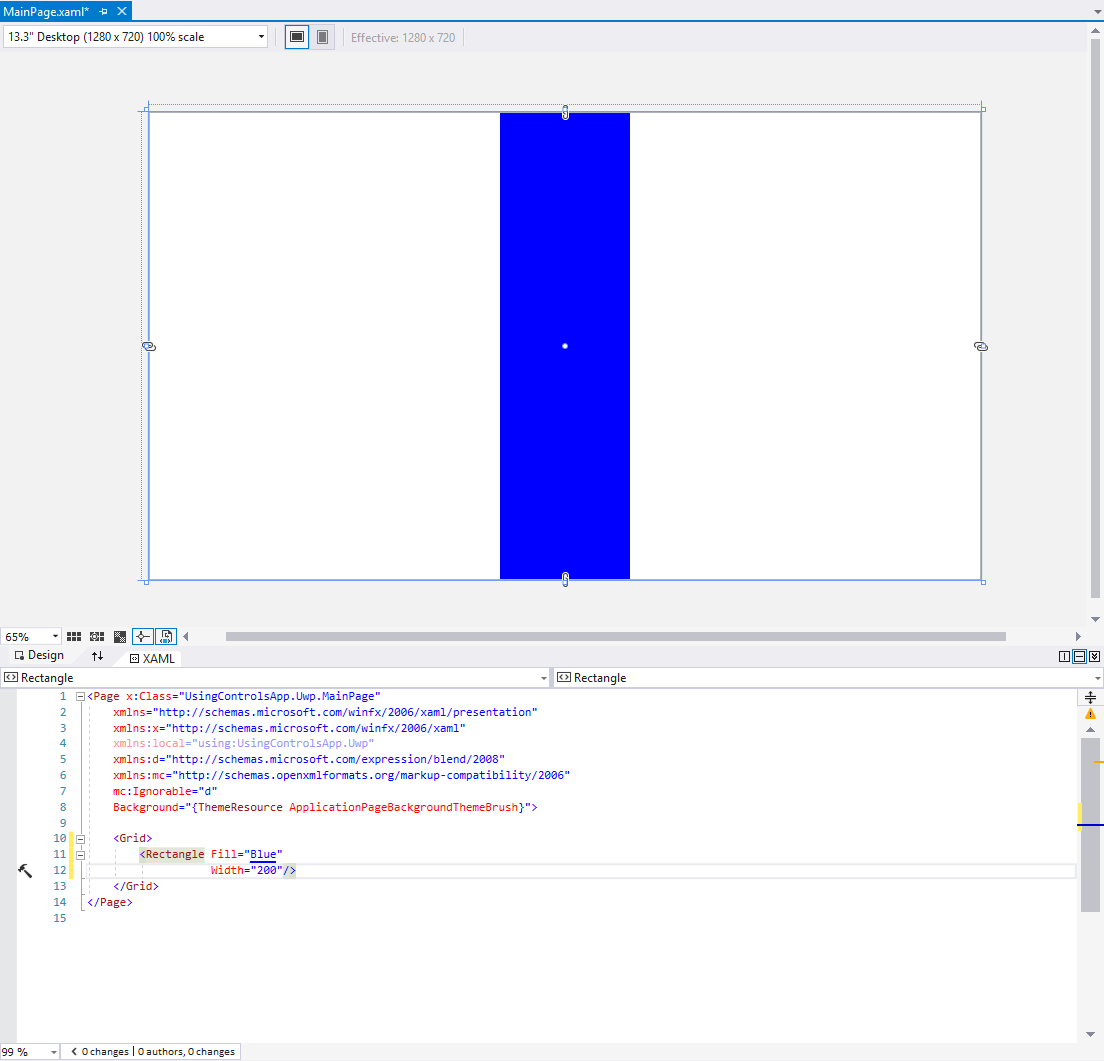 MainPage.xaml*
13.3" Desktop (1280 x 720) 100% scale
Effective: 1280 x 720
65%
Design
XAML
Rectangle
Rectangle
1 <Page x:Class="UsingControlsApp.Uwp.MainPage"
2 xmlns="http://schemas.microsoft.com/winfx/2006/xaml/presentation"
3 xmlns:x="http://schemas.microsoft.com/winfx/2006/xaml"
4 xmlns:local="using:UsingControlsApp.Uwp"
5 xmlns:d="http://schemas.microsoft.com/expression/blend/2008"
6 xmlns:mc="http://schemas.openxmlformats.org/markup-compatibility/2006"
7 mc:Ignorable="d"
8 Background="{ThemeResource ApplicationPageBackgroundThemeBrush}">
9
10 <Grid>
11 <Rectangle Fill="Blue"
12 Width="200"/>
13 </Grid>
14 </Page>
15
99 %
0 changes | 0 authors, 0 changes